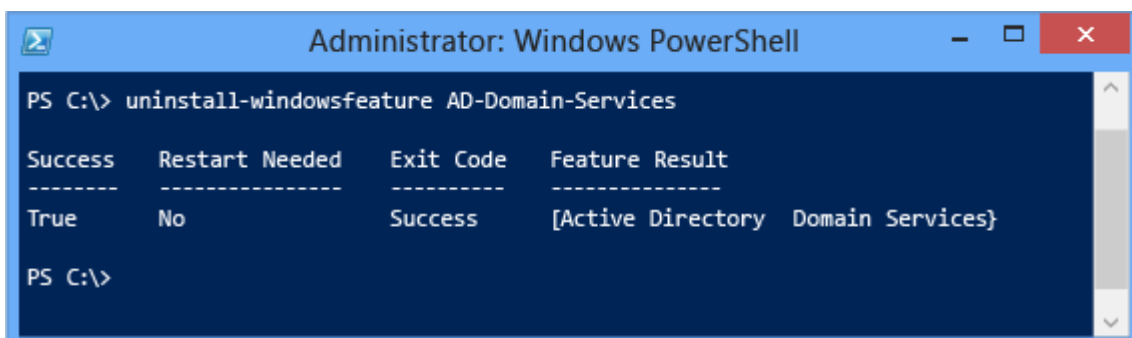 Administrator: Windows PowerShell
PS C:\> uninstall-windowsfeature AD-Domain-Services
Success Restart Needed Exit Code Feature Result
-------- ---------------- ---------- ---------------
True No Success [Active Directory Domain Services}
PS C:\>